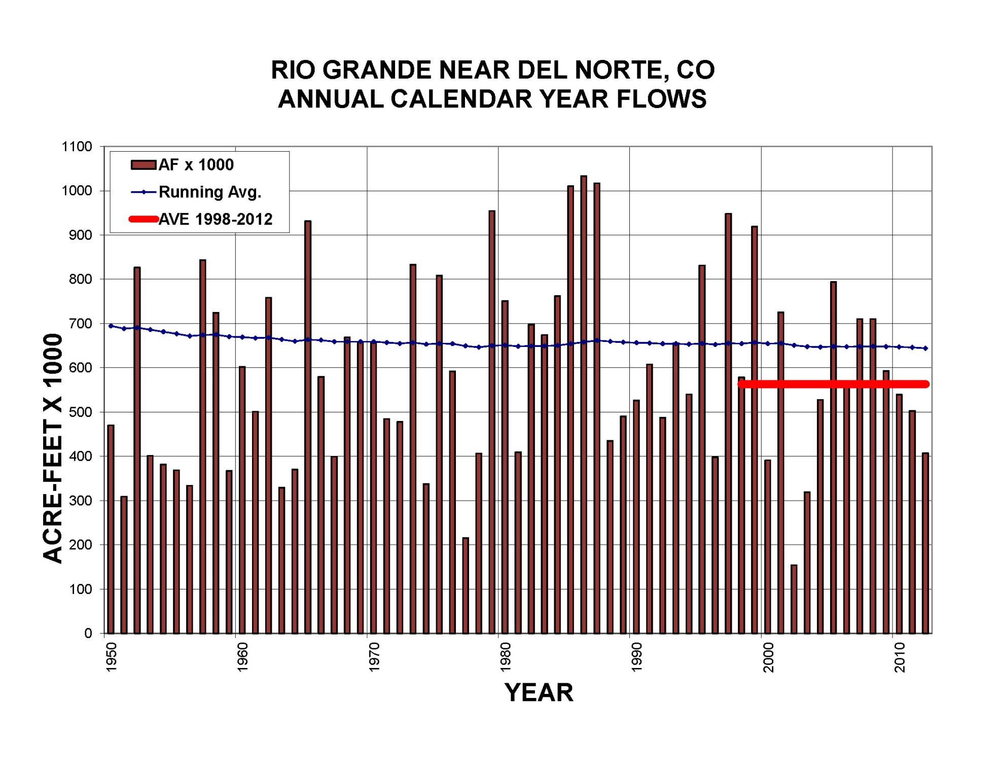 RIO GRANDE NEAR DEL NORTE, CO
ANNUAL CALENDAR YEAR FLOWS
AF x 1000
Running Avg.
AVE 1998-2012
ACRE-FEET X 1000
1100
1000
900
800
700
600
500
400
300
200
100
0
1950
1960
1970
1980
1990
2000
2010
YEAR